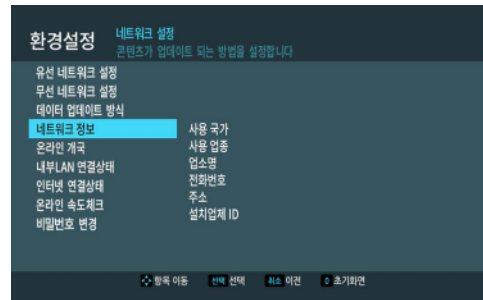 환경설정
네트워크 설정
콘텐츠가 업데이트 되는 방법을 설정합니다
유선 네트워크 설정
무선 네트워크 설정
데이터 업데이트 방식
네트워크 정보
온라인 개국
내부LAN 연결상태
인터넷 연결상태
온라인 속도체크
비밀번호 변경
사용 국가
사용 업종
업소명
전화번호
주소
설치업체 ID
항목 이동 선택 선택 취소 이전 0 초기화면